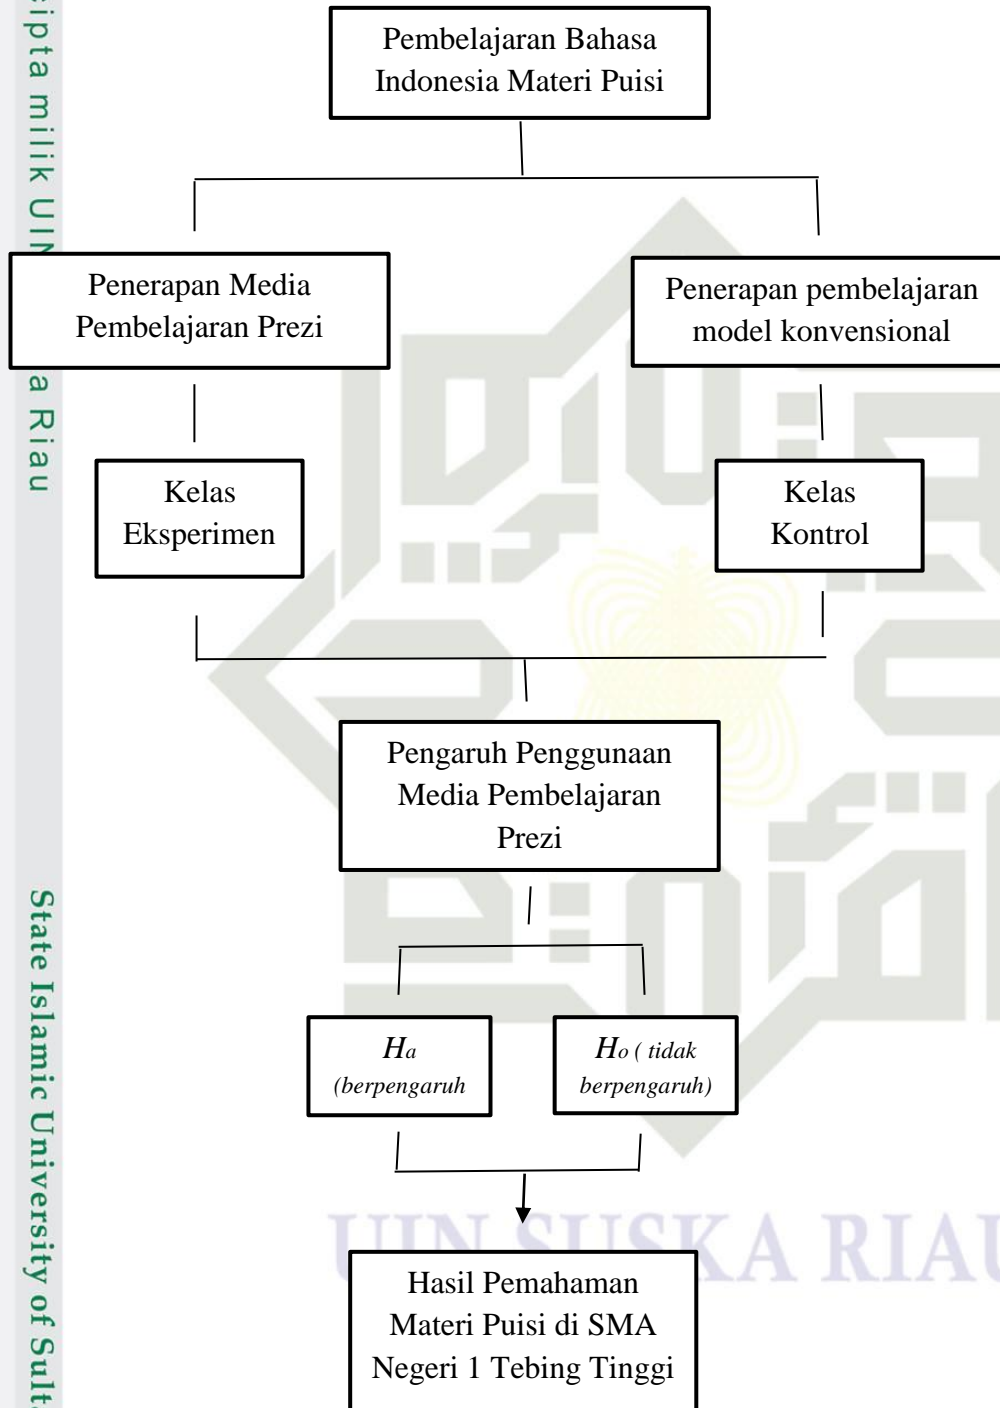 Pembelajaran Bahasa
Indonesia Materi Puisi
Penerapan Media
Pembelajaran Prezi
Penerapan pembelajaran
model konvensional
Kelas
Eksperimen
Kelas
Kontrol
Pengaruh Penggunaan
Media Pembelajaran
Prezi
Ha
(berpengaruh
Ho ( tidak
berpengaruh)
Hasil Pemahaman
Materi Puisi di SMA
Negeri 1 Tebing Tinggi
UIN SUSKA RIAU
milik UIN
Riau
State Islamic University of